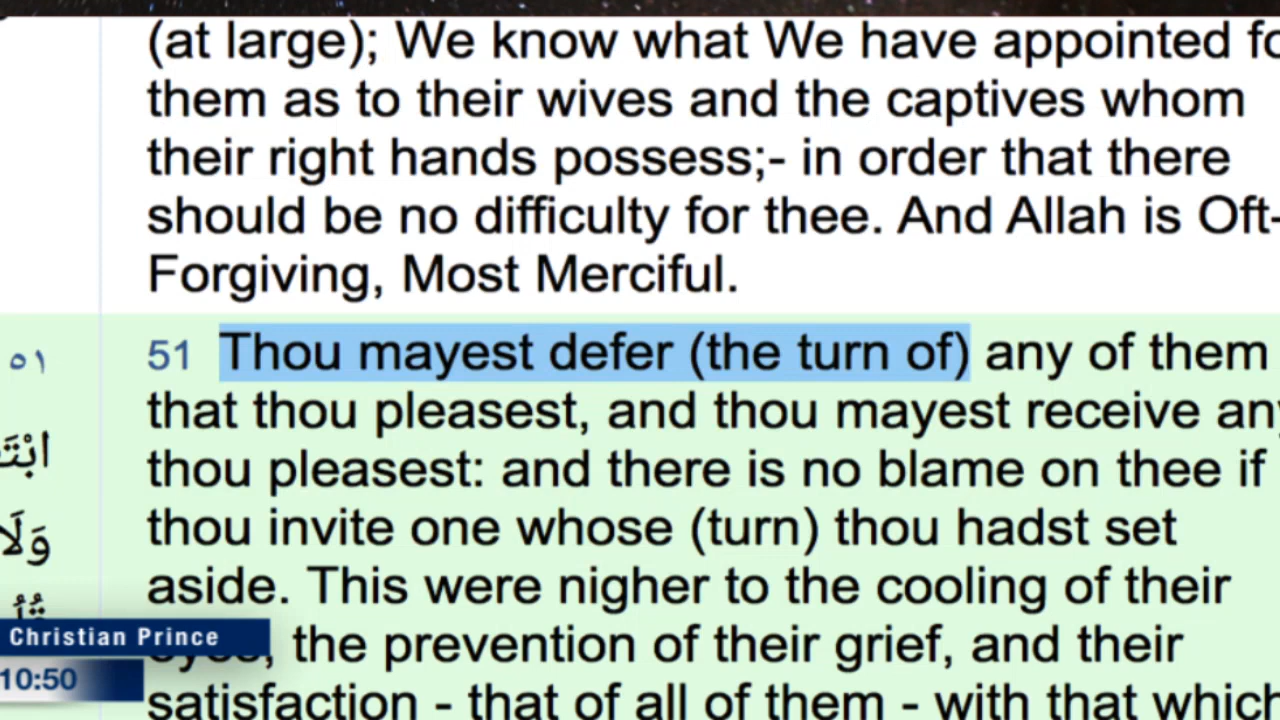 (at large); We know what We have appointed
them as to their wives and the captives whom
their right hands possess;- in order that there
should be no difficulty for thee. And Allah is Oft-
Forgiving, Most Merciful.
٥١
51 Thou mayest defer (the turn of) any of them
that thou pleasest, and thou mayest receive
thou pleasest: and there is no blame on thee if
thou invite one whose (turn) thou hadst set
aside. This were nigher to the cooling of their
the prevention of their grief, and their
satisfaction - that of all of them - with that which
Christian Prince
10:50